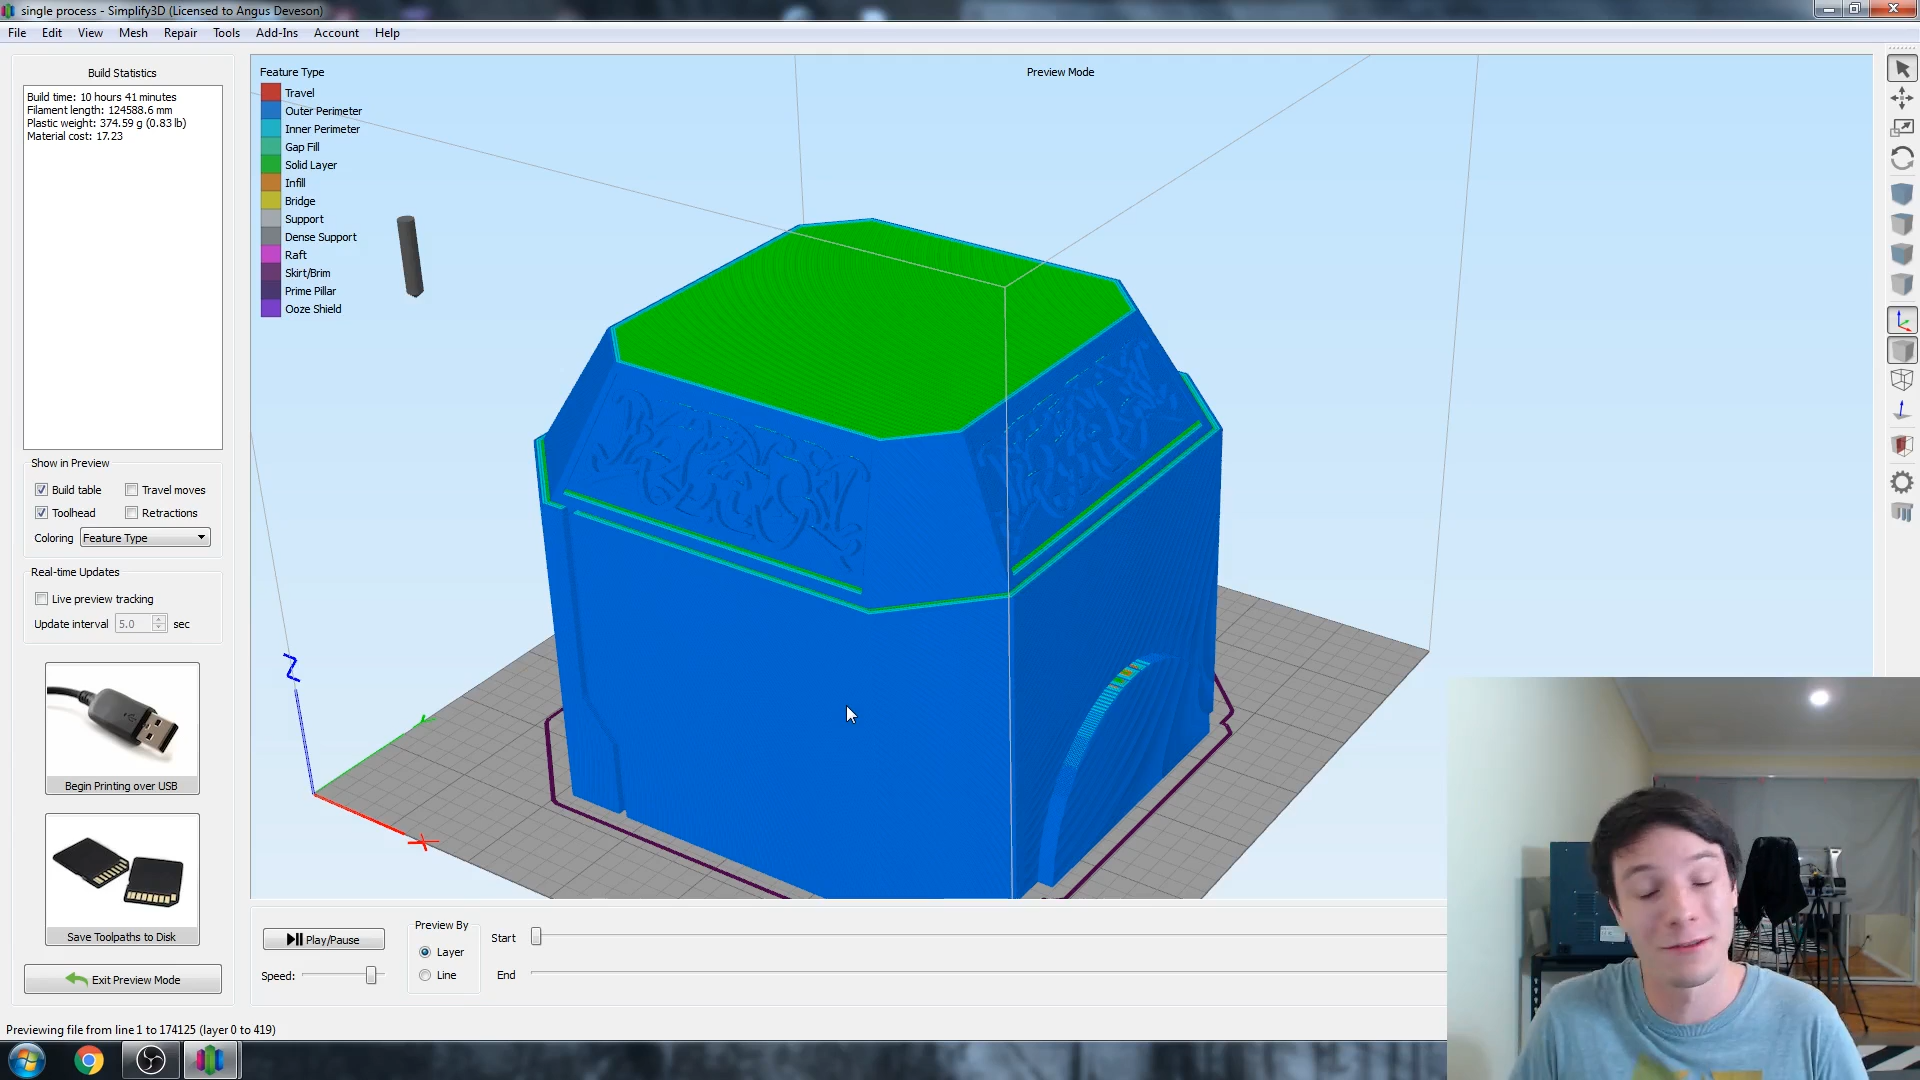 single process - Simplify3D (Licensed to Angus Deveson)
File Edit View Mesh Repair Tools Add-Ins Account Help
Build Statistics
Build time: 10 hours 41 minutes
Filament length: 124588.6 mm
Plastic weight: 374.59 g (0.83 lb)
Material cost: 17.23
Show in Preview
Build table Travel moves
Toolhead Retractions
Coloring Feature Type
Real-time Updates
Live preview tracking
Update interval 5.0 sec
Begin Printing over USB
Save Toolpaths to Disk
Exit Preview Mode
Feature Type
Travel
Outer Perimeter
Inner Perimeter
Gap Fill
Solid Layer
Infill
Bridge
Support
Dense Support
Raft
Skirt/Brim
Prime Pillar
Ooze Shield
Preview Mode
Z
Y
X
Play/Pause
Speed:
Preview By
Layer
Line
Start
End
Previewing file from line 1 to 174125 (layer 0 to 419)